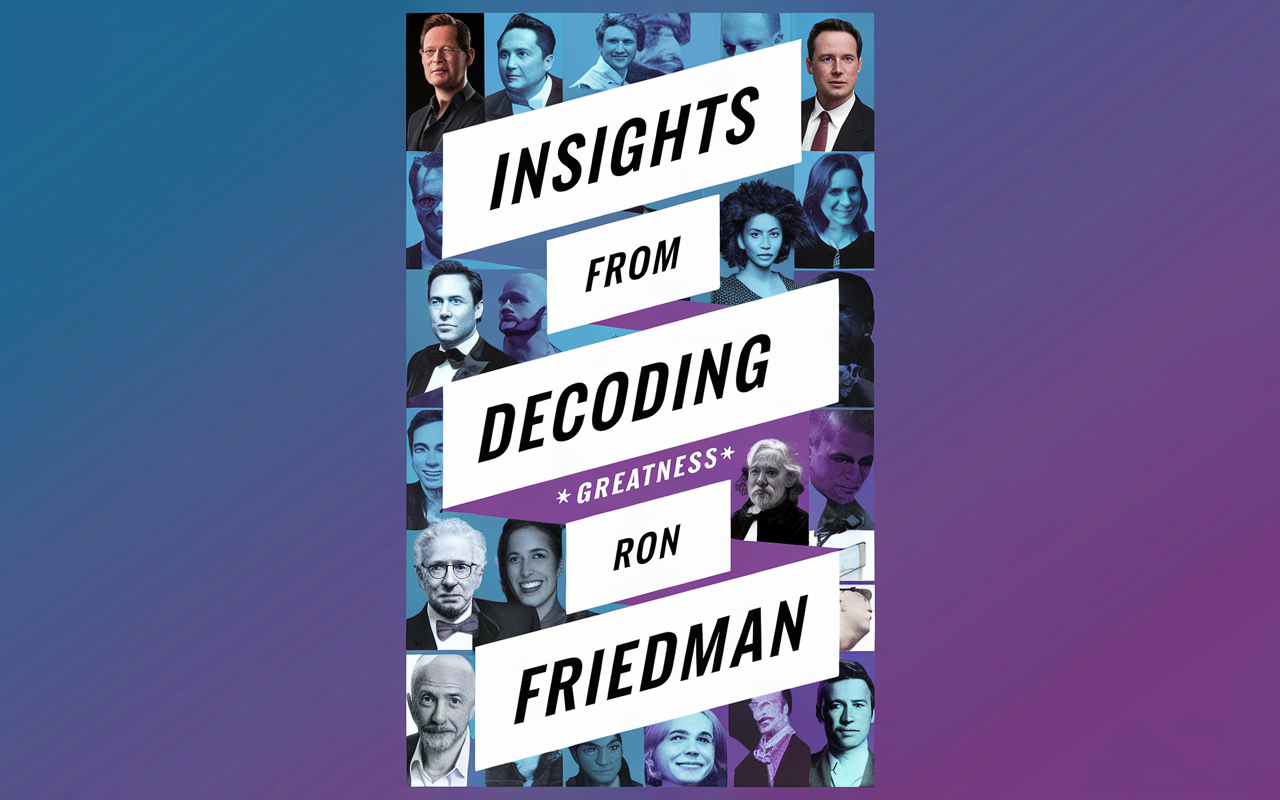 INSIGHTS
FROM
DECODING
*GREATNESS*
RON
FRIEDMAN